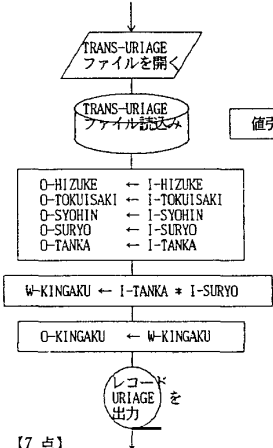 TRANS-URIAGE
ファイルを開く
TRANS-URIAGE
ファイル読込み
値引
O-HIZUKE ← I-HIZUKE
O-TOKUISAKI ← I-TOKUISAKI
O-SYOHIN ← I-SYOHIN
O-SURYO ← I-SURYO
O-TANKA ← I-TANKA
W-KINGAKU ← I-TANKA * I-SURYO
O-KINGAKU ← W-KINGAKU
レコードを
URIAGE
出力
【7 点】